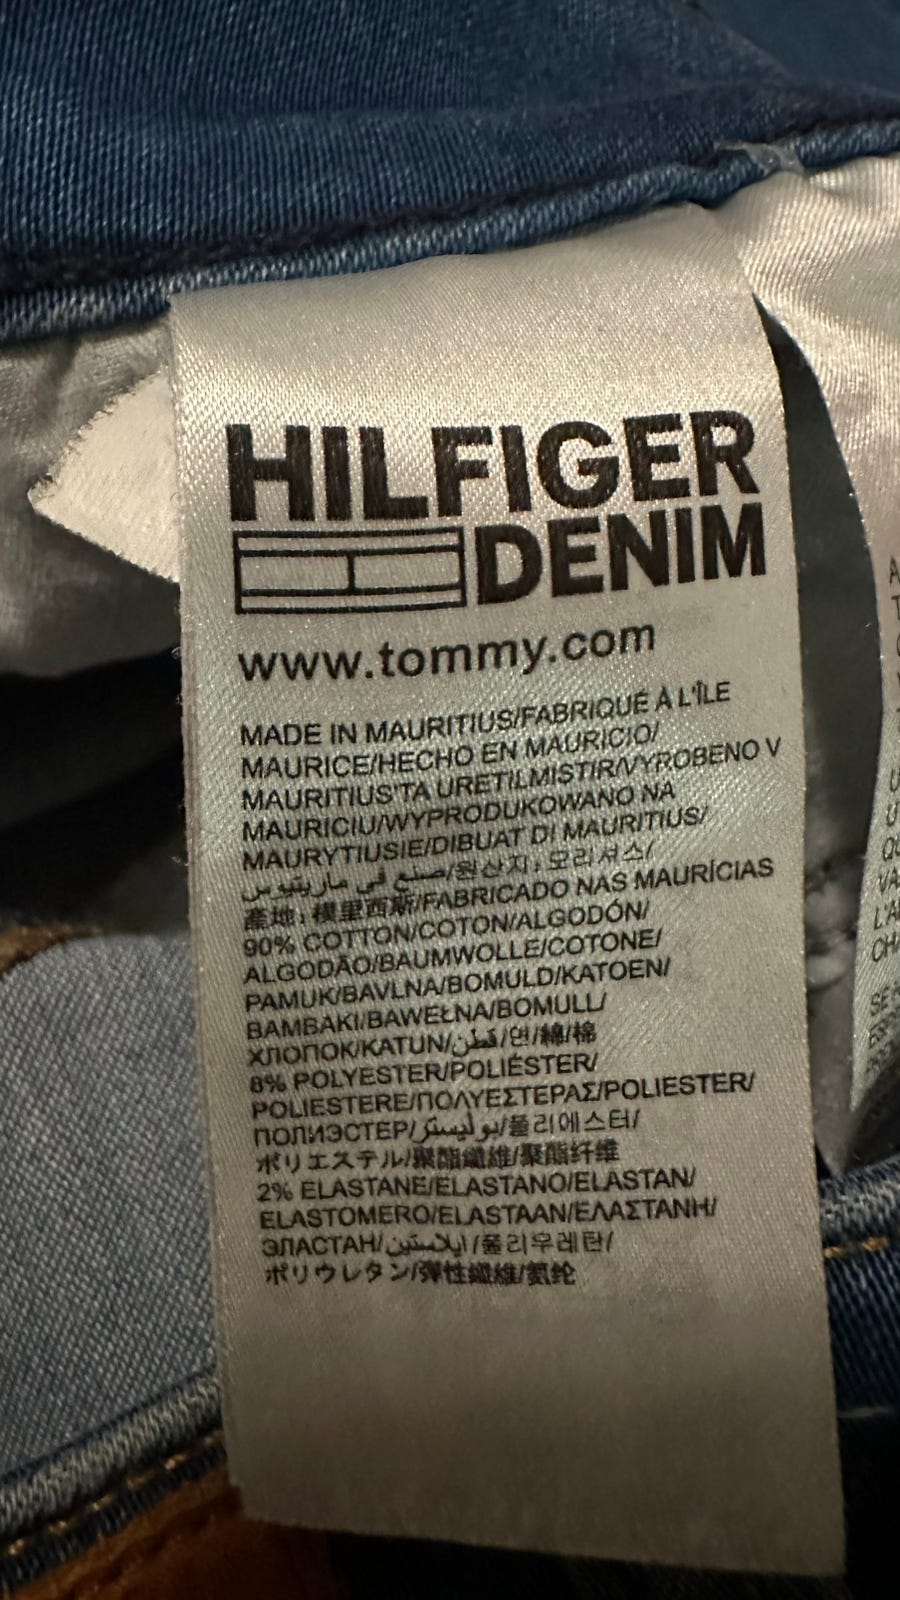 HILFIGER
DENIM
www.tommy.com
MADE IN MAURITIUS/FABRIQUÉ À L'ÎLE
MAURICE/HECHO EN MAURICIO/
MAURITIUS'TA URETILMISTIR/VYROBENO V
MAURICIU/WYPRODUKOWANO NA
MAURYTIUSIE/DIBUAT DI MAURITIUS/
صنع في ماريتيوس/원산지: 모리셔스/
產地: 模里西斯/FABRICADO NAS MAURÍCIAS
90% COTTON/COTON/ALGODÓN/
ALGODÃO/BAUMWOLLE/COTONE/
PAMUK/BAVLNA/BOMULD/KATOEN/
BAMBAKI/BAWEŁNA/BOMULL/
ХЛОПОК/KATUN/قطن/면/綿/棉
8% POLYESTER/POLIÉSTER/
POLIESTERE/ΠΟΛΥΕΣΤΕΡΑΣ/POLIESTER/
ПОЛИЭСТЕР/بوليستر/폴리에스터/
ポリエステル/聚酯纖維/聚酯纤维
2% ELASTANE/ELASTANO/ELASTAN/
ELASTOMERO/ELASTAAN/ΕΛΑΣΤΑΝΗ/
ЭЛАСТАН/ايلاستين/폴리우레탄/
ポリウレタン/彈性纖維/氨纶